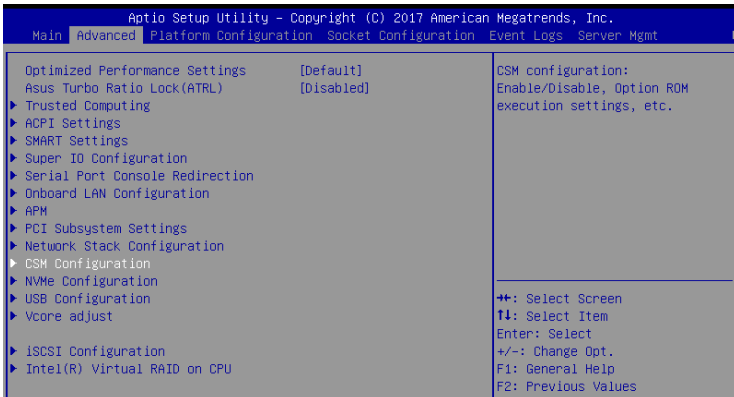 Aptio Setup Utility – Copyright (C) 2017 American Megatrends, Inc.
Main Advanced Platform Configuration Socket Configuration Event Logs Server Mgmt
Optimized Performance Settings [Default]
Asus Turbo Ratio Lock(ATRL) [Disabled]
Trusted Computing
ACPI Settings
SMART Settings
Super IO Configuration
Serial Port Console Redirection
Onboard LAN Configuration
APM
PCI Subsystem Settings
Network Stack Configuration
CSM Configuration
NVMe Configuration
USB Configuration
Vcore adjust
iSCSI Configuration
Intel(R) Virtual RAID on CPU
CSM configuration:
Enable/Disable, Option ROM
execution settings, etc.
→←: Select Screen
↑↓: Select Item
Enter: Select
+/-: Change Opt.
F1: General Help
F2: Previous Values